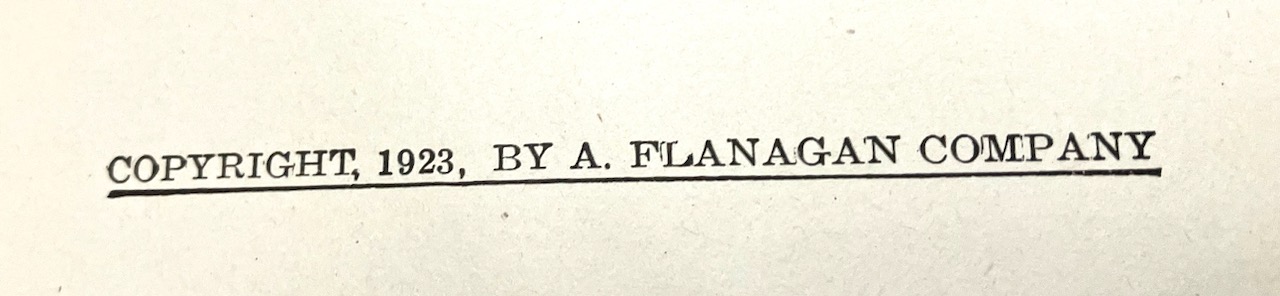 COPYRIGHT, 1923, BY A. FLANAGAN COMPANY